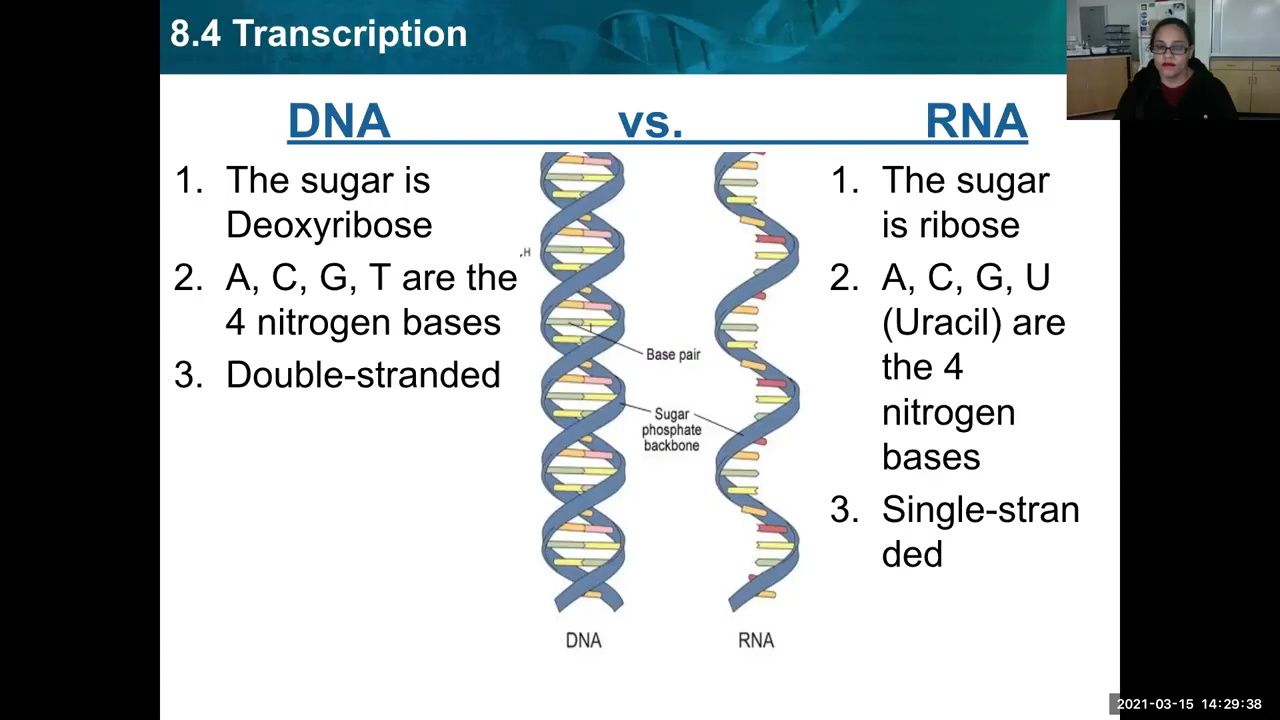 8.4 Transcription
DNA vs. RNA
1. The sugar is
Deoxyribose
2. A, C, G, T are the
4 nitrogen bases
3. Double-stranded
H
Base pair
Sugar
phosphate
backbone
DNA
RNA
1. The sugar
is ribose
2. A, C, G, U
(Uracil) are
the 4
nitrogen
bases
3. Single-stran
ded
2021-03-15 14:29:38